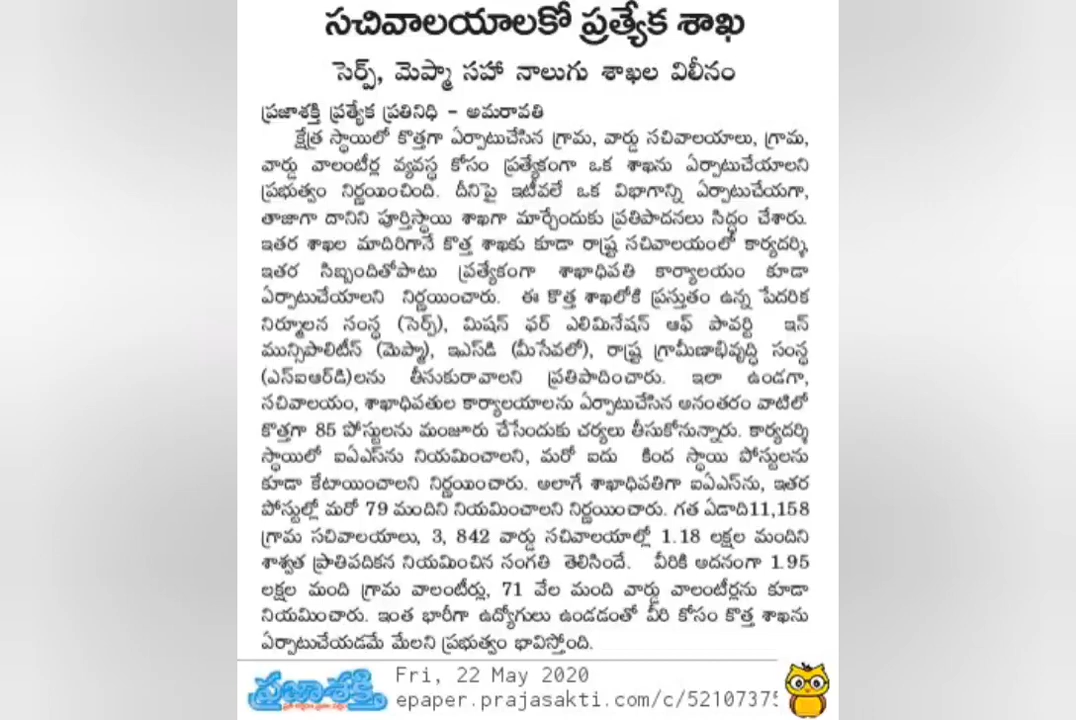 సచివాలయాలకో ప్రత్యేక శాఖ
సెర్ప్, మెప్మా సహా నాలుగు శాఖల విలీనం
ప్రజాశక్తి ప్రత్యేక ప్రతినిధి - అమరావతి
క్షేత్ర స్థాయిలో కొత్తగా ఏర్పాటుచేసిన గ్రామ, వార్డు సచివాలయాలు, గ్రామ,
వార్డు వాలంటీర్ల వ్యవస్థ కోసం ప్రత్యేకంగా ఒక శాఖను ఏర్పాటుచేయాలని
ప్రభుత్వం నిర్ణయించింది. దీనిపై ఇటీవలే ఒక విభాగాన్ని ఏర్పాటుచేయగా,
తాజాగా దానిని పూర్తిస్థాయి శాఖగా మార్చేందుకు ప్రతిపాదనలు సిద్ధం చేశారు.
ఇతర శాఖల మాదిరిగానే కొత్త శాఖకు కూడా రాష్ట్ర సచివాలయంలో కార్యదర్శి,
ఇతర సిబ్బందితోపాటు ప్రత్యేకంగా శాఖాధిపతి కార్యాలయం కూడా
ఏర్పాటుచేయాలని నిర్ణయించారు. ఈ కొత్త శాఖలోకి ప్రస్తుతం ఉన్న పేదరిక
నిర్మూలన సంస్థ (సెర్ప్), మిషన్ ఫర్ ఎలిమినేషన్ ఆఫ్ పావర్టి ఇన్
మున్సిపాలిటీస్ (మెప్మా), ఇఎస్‌డి (మీసేవలో), రాష్ట్ర గ్రామీణాభివృద్ధి సంస్థ
(ఎస్ఐఆర్‌డి)లను తీసుకురావాలని ప్రతిపాదించారు. ఇలా ఉండగా,
సచివాలయం, శాఖాధిపతుల కార్యాలయాలను ఏర్పాటుచేసిన అనంతరం వాటిలో
కొత్తగా 85 పోస్టులను మంజూరు చేసేందుకు చర్యలు తీసుకోనున్నారు. కార్యదర్శి
స్థాయిలో ఐఏఎస్‌ను నియమించాలని, మరో ఐదు కింద స్థాయి పోస్టులను
కూడా కేటాయించాలని నిర్ణయించారు. అలాగే శాఖాధిపతిగా ఐఏఎస్‌ను, ఇతర
పోస్టుల్లో మరో 79 మందిని నియమించాలని నిర్ణయించారు. గత ఏడాది11,158
గ్రామ సచివాలయాలు, 3, 842 వార్డు సచివాలయాల్లో 1.18 లక్షల మందిని
శాశ్వత ప్రాతిపదికన నియమించిన సంగతి తెలిసిందే. వీరికి అదనంగా 1.95
లక్షల మంది గ్రామ వాలంటీర్లు, 71 వేల మంది వార్డు వాలంటీర్లను కూడా
నియమించారు. ఇంత భారీగా ఉద్యోగులు ఉండడంతో వీరి కోసం కొత్త శాఖను
ఏర్పాటుచేయడమే మేలని ప్రభుత్వం భావిస్తోంది.
ప్రజాశక్తి
Fri, 22 May 2020
epaper.prajasakti.com/c/5210737